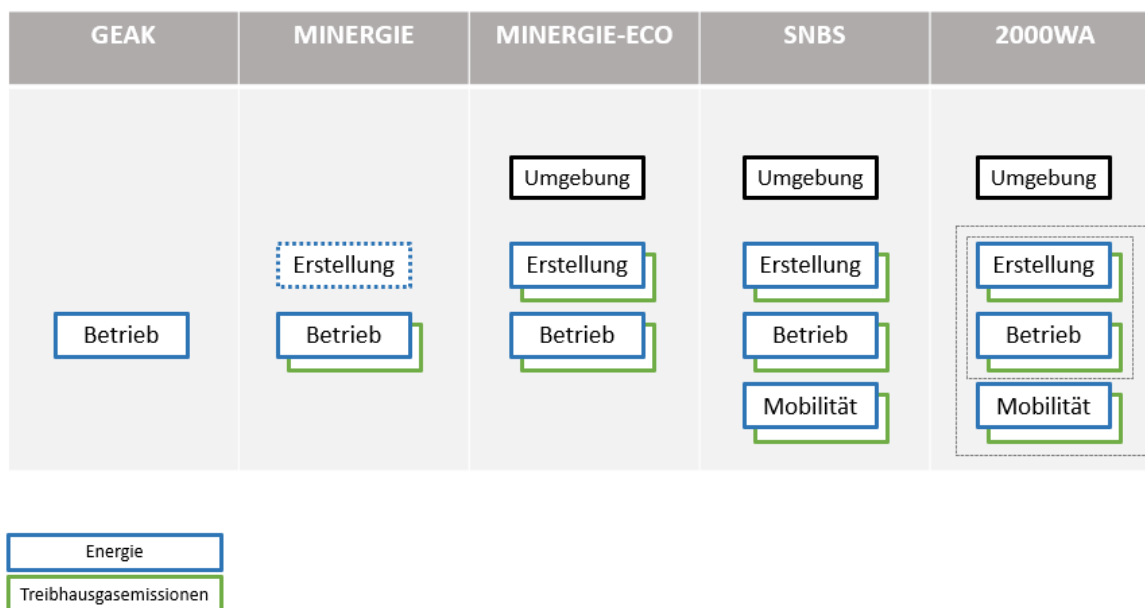 GEAK MINERGIE MINERGIE-ECO SNBS 2000WA
Umgebung Umgebung Umgebung
Erstellung Erstellung Erstellung Erstellung
Betrieb Betrieb Betrieb Betrieb Betrieb
Mobilität Mobilität
Energie
Treibhausgasemissionen